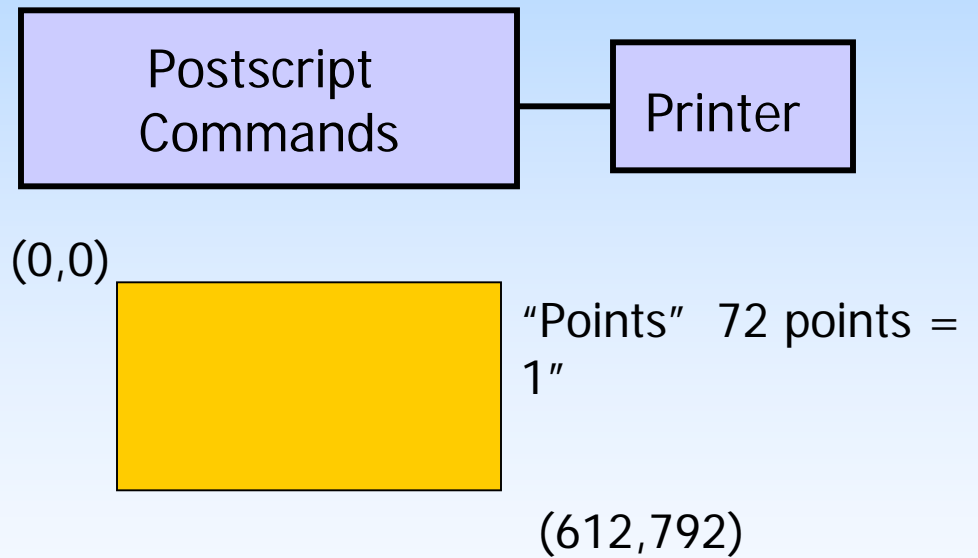 Postscript
Commands
Printer
(0,0)
“Points” 72 points =
1”
(612,792)